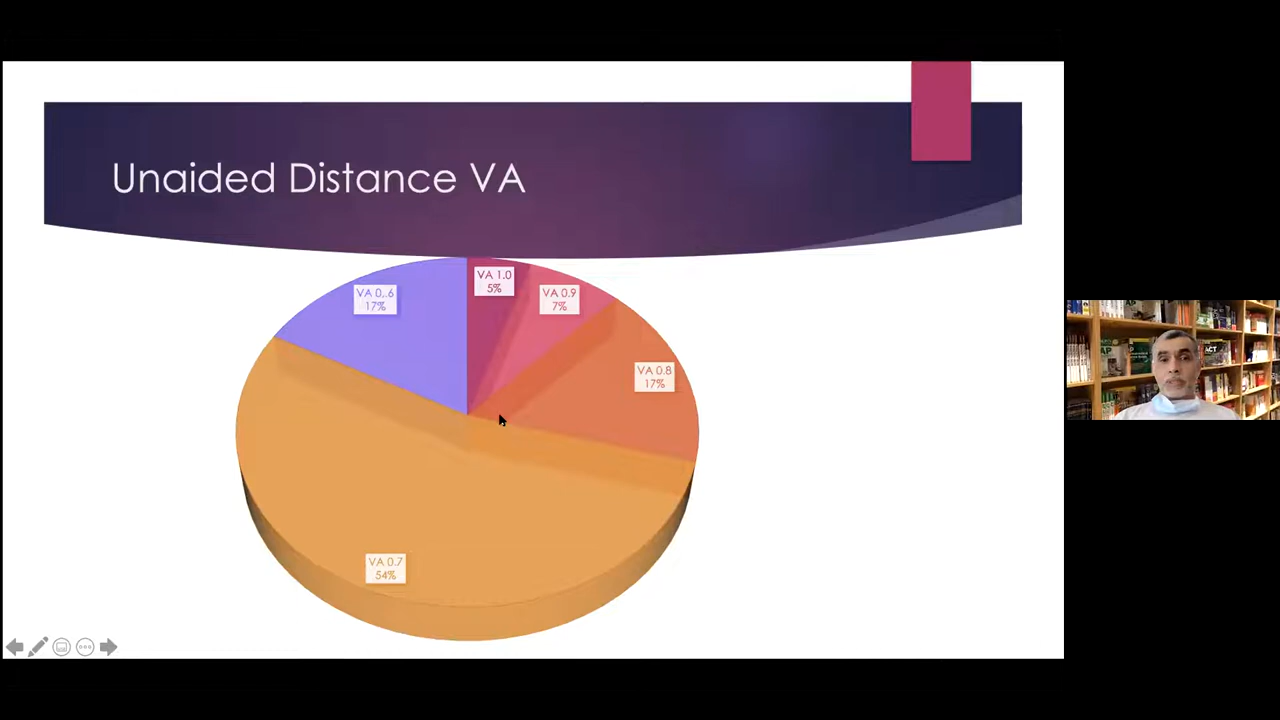 Unaided Distance VA
VA 1.0
5%
VA 0.9
7%
VA 0,.6
17%
VA 0.8
17%
VA 0.7
54%